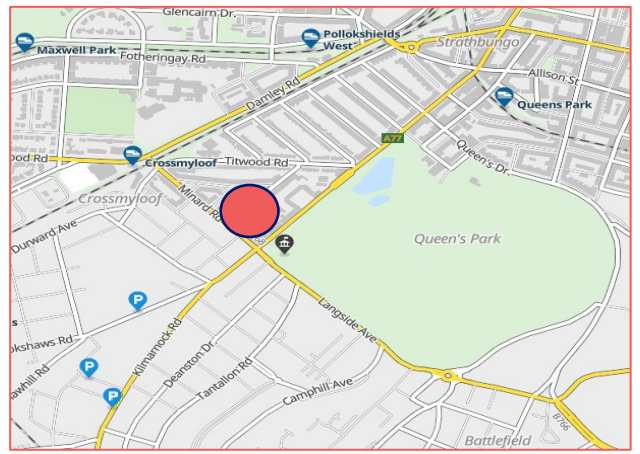 Glencairn Dr.
Pollokshields
West
Strathbungo
Maxwell Park
Fotheringay Rd
Allison St
Darnley Rd
Queens Park
A77
Queen's Dr.
Crossmyloof
Titwood Rd
ood Rd
Crossmyloof
Minard Rd
Durward Ave
Queen's Park
P
Langside Ave
okshaws Rd
Kilmarnock Rd
Deanston Dr.
P
Tantallon Rd
Camphill Ave
awhill Rd
P
B766
Battlefield